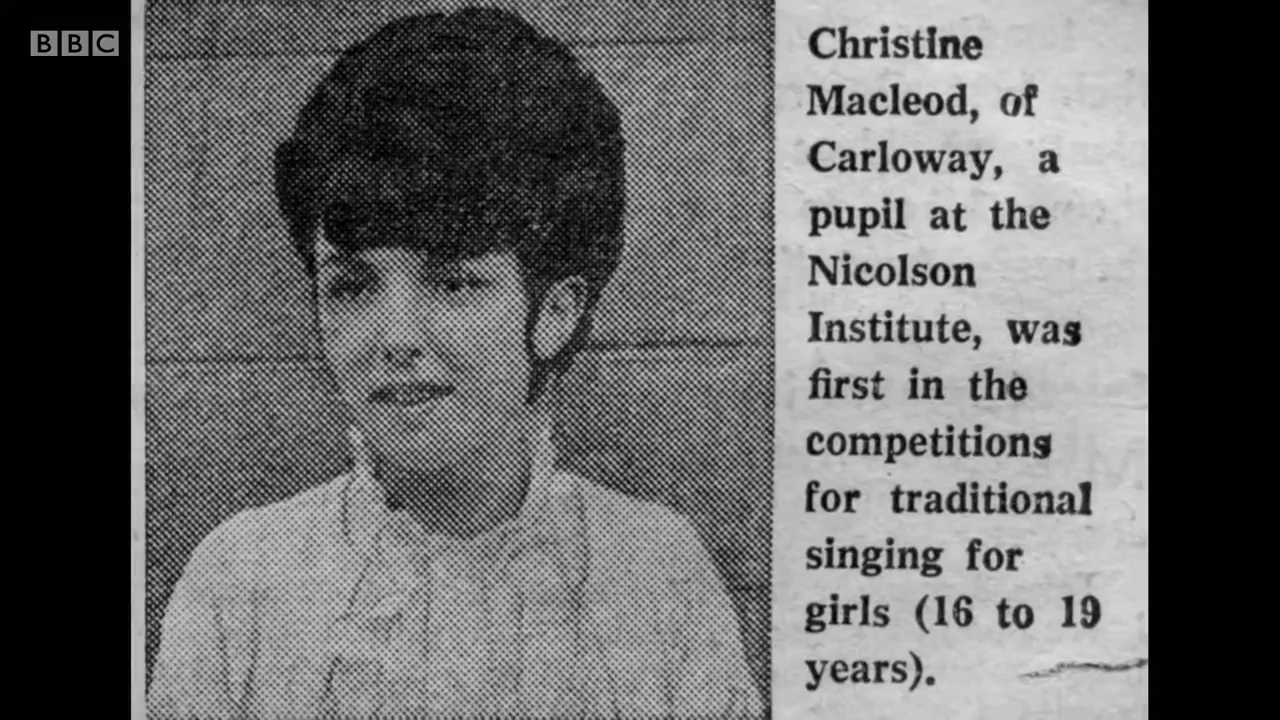 BBC
Christine
Macleod, of
Carloway, a
pupil at the
Nicolson
Institute, was
first in the
competitions
for traditional
singing for
girls (16 to 19
years).